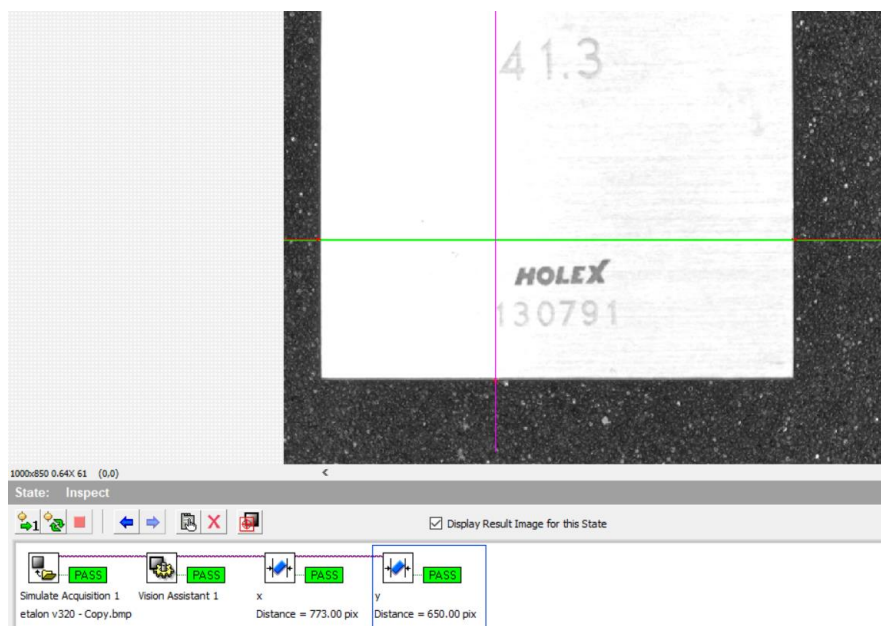 41.3
HOLEX
130791
1000x850 0.64X 61 (0,0)
<
State: Inspect
1
Display Result Image for this State
PASS PASS PASS PASS
Simulate Acquisition 1 Vision Assistant 1 x y
etalon v320 - Copy.bmp Distance = 773.00 pix Distance = 650.00 pix